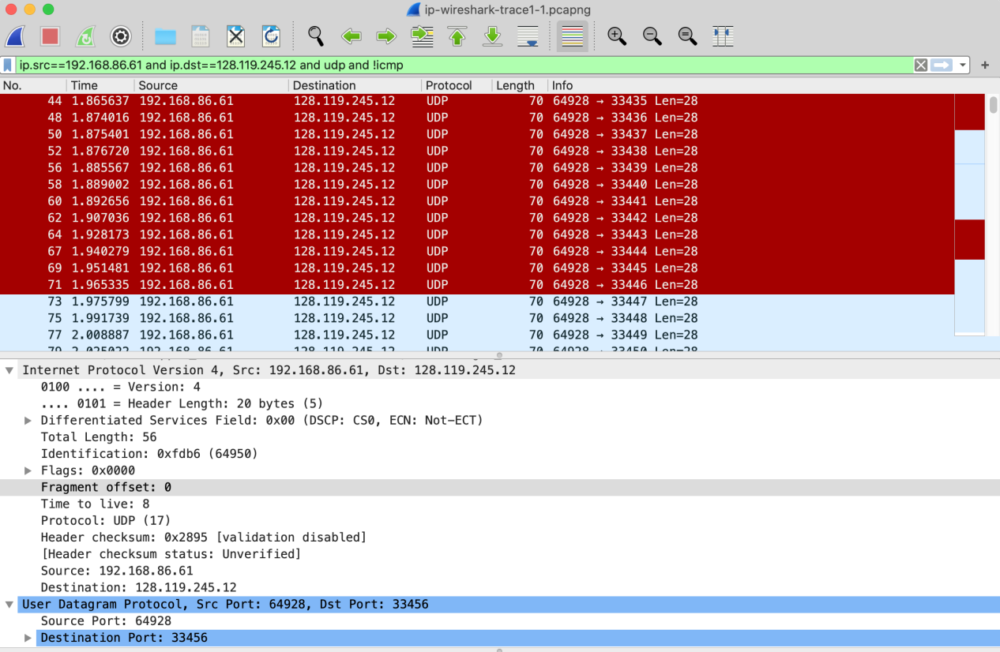 ip-wireshark-trace1-1.pcapng
ip.src==192.168.86.61 and ip.dst==128.119.245.12 and udp and !icmp
No. Time Source Destination Protocol Length Info
44 1.865637 192.168.86.61 128.119.245.12 UDP 70 64928 → 33435 Len=28
48 1.874016 192.168.86.61 128.119.245.12 UDP 70 64928 → 33436 Len=28
50 1.875401 192.168.86.61 128.119.245.12 UDP 70 64928 → 33437 Len=28
52 1.876720 192.168.86.61 128.119.245.12 UDP 70 64928 → 33438 Len=28
56 1.885567 192.168.86.61 128.119.245.12 UDP 70 64928 → 33439 Len=28
58 1.889002 192.168.86.61 128.119.245.12 UDP 70 64928 → 33440 Len=28
60 1.892656 192.168.86.61 128.119.245.12 UDP 70 64928 → 33441 Len=28
62 1.907036 192.168.86.61 128.119.245.12 UDP 70 64928 → 33442 Len=28
64 1.928173 192.168.86.61 128.119.245.12 UDP 70 64928 → 33443 Len=28
67 1.940279 192.168.86.61 128.119.245.12 UDP 70 64928 → 33444 Len=28
69 1.951481 192.168.86.61 128.119.245.12 UDP 70 64928 → 33445 Len=28
71 1.965335 192.168.86.61 128.119.245.12 UDP 70 64928 → 33446 Len=28
73 1.975799 192.168.86.61 128.119.245.12 UDP 70 64928 → 33447 Len=28
75 1.991739 192.168.86.61 128.119.245.12 UDP 70 64928 → 33448 Len=28
77 2.008887 192.168.86.61 128.119.245.12 UDP 70 64928 → 33449 Len=28
Internet Protocol Version 4, Src: 192.168.86.61, Dst: 128.119.245.12
0100 .... = Version: 4
.... 0101 = Header Length: 20 bytes (5)
Differentiated Services Field: 0x00 (DSCP: CS0, ECN: Not-ECT)
Total Length: 56
Identification: 0xfdb6 (64950)
Flags: 0x0000
Fragment offset: 0
Time to live: 8
Protocol: UDP (17)
Header checksum: 0x2895 [validation disabled]
[Header checksum status: Unverified]
Source: 192.168.86.61
Destination: 128.119.245.12
User Datagram Protocol, Src Port: 64928, Dst Port: 33456
Source Port: 64928
Destination Port: 33456